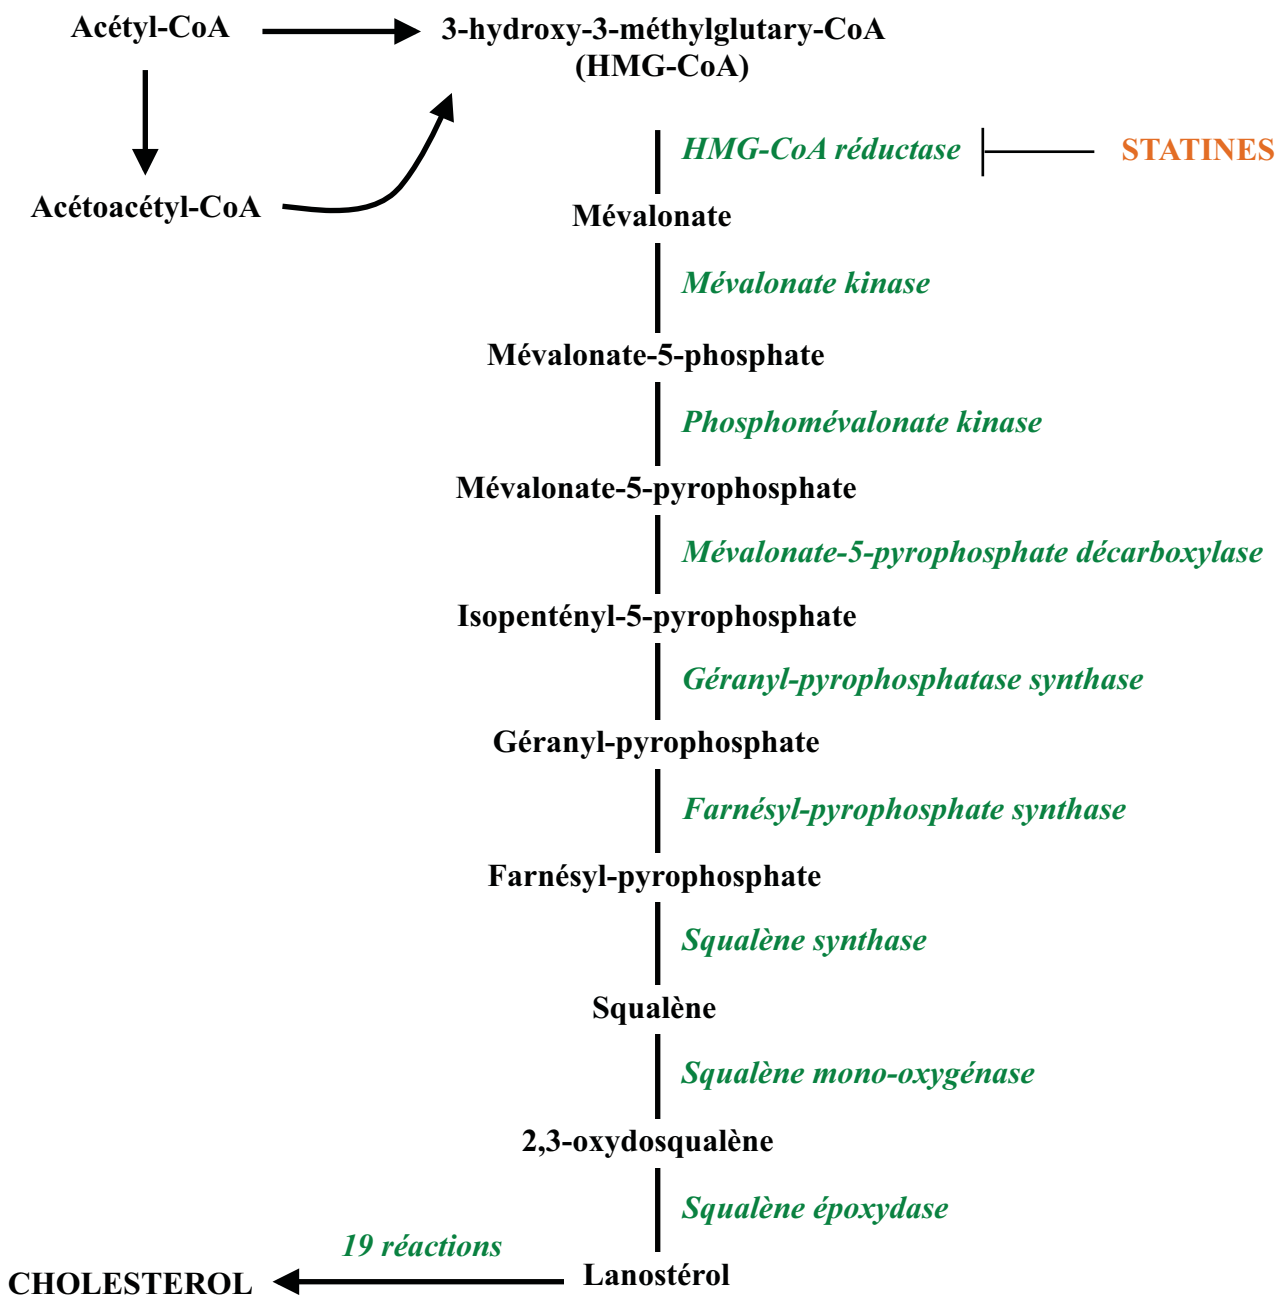 Acétyl-CoA
3-hydroxy-3-méthylglutary-CoA
(HMG-CoA)
HMG-CoA réductase
STATINES
Acétoacétyl-CoA
Mévalonate
Mévalonate kinase
Mévalonate-5-phosphate
Phosphomévalonate kinase
Mévalonate-5-pyrophosphate
Mévalonate-5-pyrophosphate décarboxylase
Isopentényl-5-pyrophosphate
Géranyl-pyrophosphatase synthase
Géranyl-pyrophosphate
Farnésyl-pyrophosphate synthase
Farnésyl-pyrophosphate
Squalène synthase
Squalène
Squalène mono-oxygénase
2,3-oxydosqualène
Squalène époxydase
19 réactions
Lanostérol
CHOLESTEROL